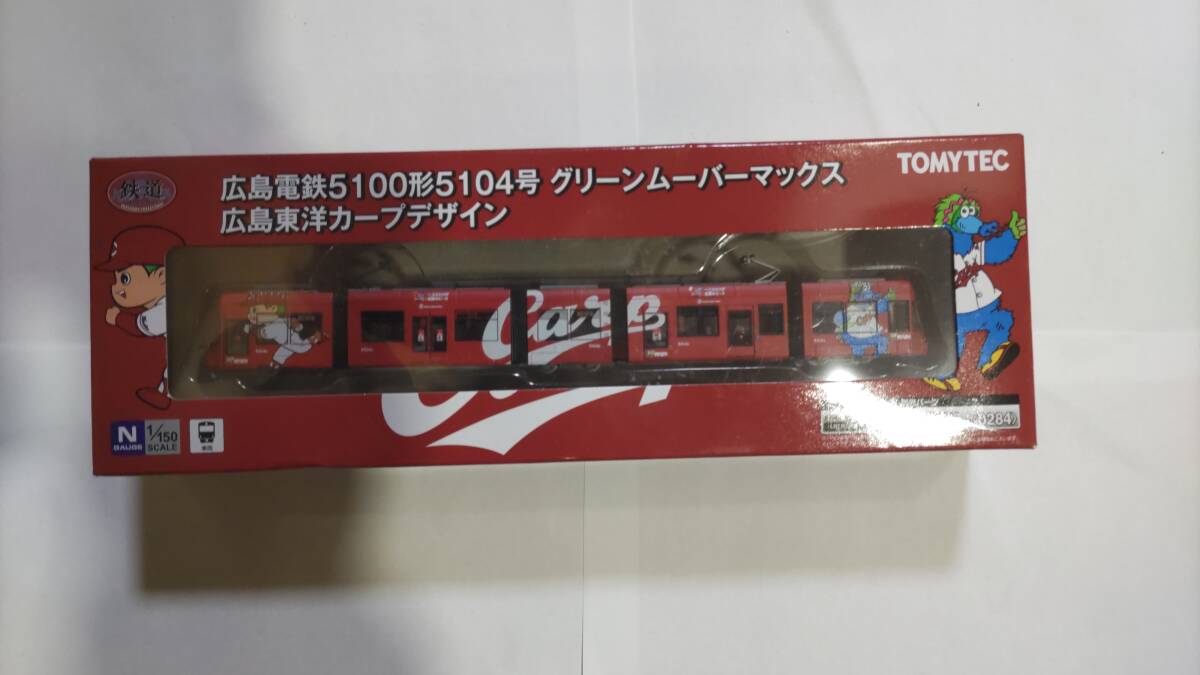 鉄道
広島電鉄5100形5104号 グリーンムーバーマックス
広島東洋カープデザイン
TOMYTEC
Carp
N
GAUGE
1/150
SCALE
車両